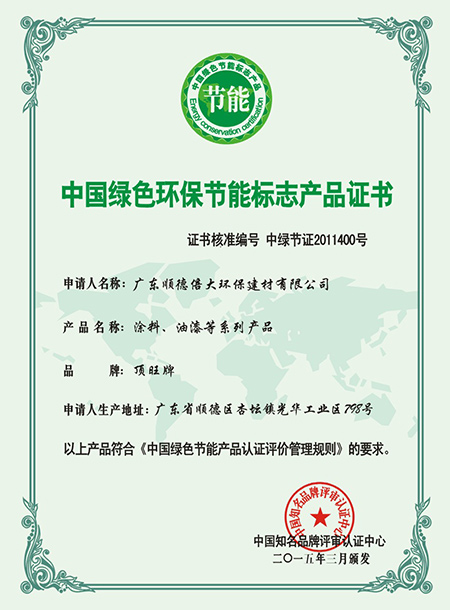 中国绿色节能标志产品
节能
Energy conservation certification
中国绿色环保节能标志产品证书
证书核准编号 中绿节证2011400号
申请人名称：广东顺德倍大环保建材有限公司
产品名称：涂料、油漆等系列产品
品 牌：顶旺牌
申请人生产地址：广东省顺德区杏坛镇光华工业区798号
以上产品符合《中国绿色节能产品认证评价管理规则》的要求。
中国知名品牌评审认证中心
中国知名品牌评审认证中心
二〇一五年三月颁发